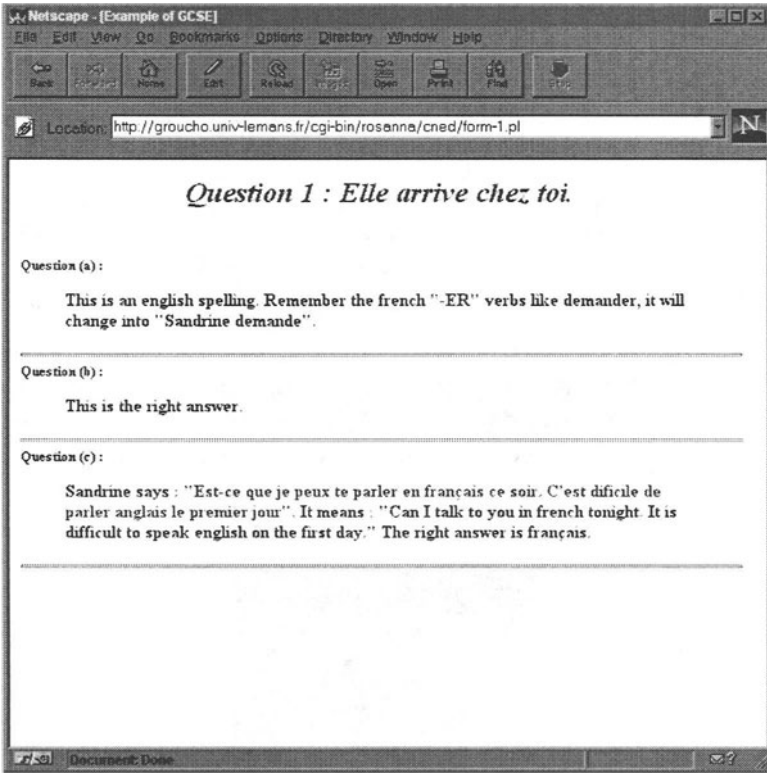 Netscape - [Example of GCSE]
File Edit View Go Bookmarks Options Directory Window Help
Back Forward Home Edit Reload Images Open Print Find Stop
Location: http://groucho.univ-lemans.fr/cgi-bin/rosanna/cned/form-1.pl
N
Question 1 : Elle arrive chez toi.
Question (a) :
This is an english spelling. Remember the french "-ER" verbs like demander, it will
change into "Sandrine demande".
Question (b) :
This is the right answer.
Question (c) :
Sandrine says : "Est-ce que je peux te parler en français ce soir. C'est dificile de
parler anglais le premier jour". It means : "Can I talk to you in french tonight. It is
difficult to speak english on the first day." The right answer is français.
Document: Done